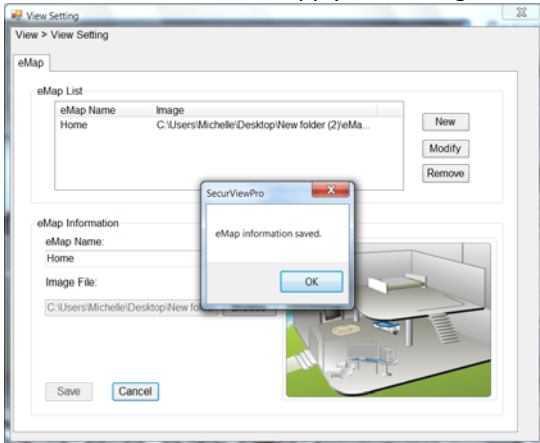 View Setting
View > View Setting
eMap
eMap List
eMap Name Image
Home C:\Users\Michelle\Desktop\New folder (2)\eMa...
New
Modify
Remove
SecurViewPro
eMap information saved.
OK
eMap Information
eMap Name:
Home
Image File:
C:\Users\Michelle\Desktop\New
Save Cancel